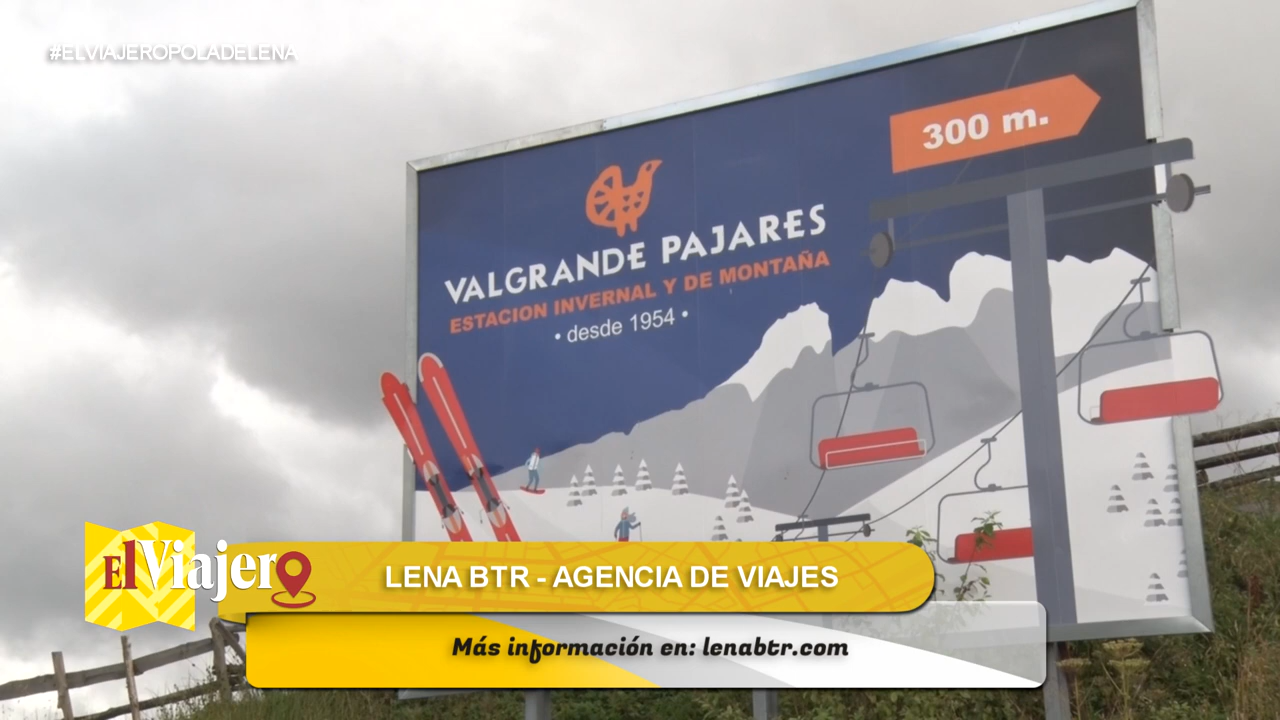 #ELVIAJEROPOLADELENA
300 m.
VALGRANDE PAJARES
ESTACION INVERNAL Y DE MONTAÑA
• desde 1954 •
El Viajero
LENA BTR - AGENCIA DE VIAJES
Más información en: lenabtr.com